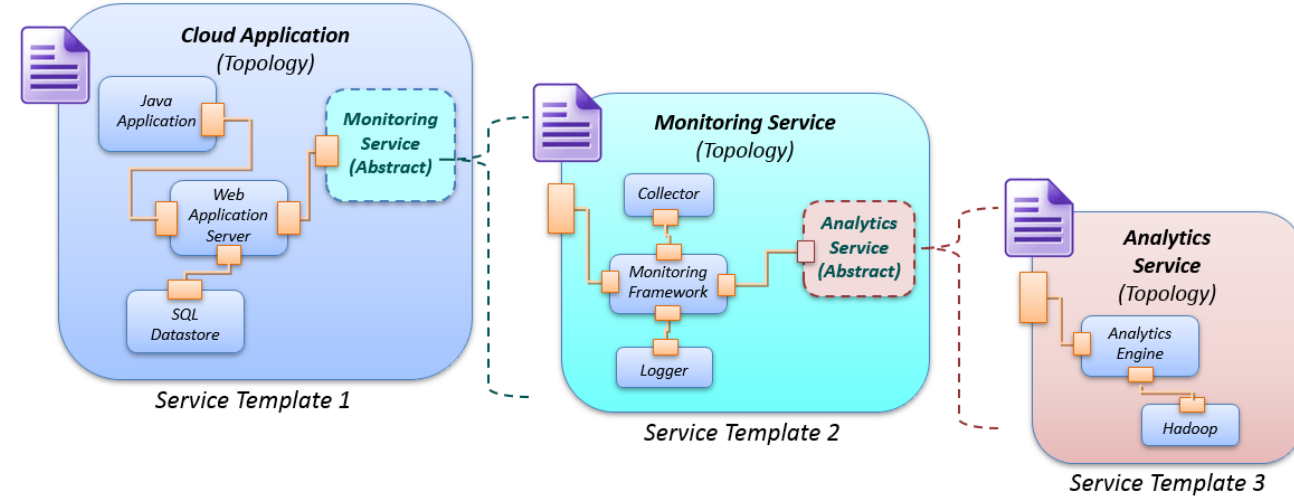 Cloud Application
(Topology)
Java
Application
Monitoring
Service
(Abstract)
Web
Application
Server
SQL
Datastore
Service Template 1
Monitoring Service
(Topology)
Collector
Analytics
Service
(Abstract)
Monitoring
Framework
Logger
Service Template 2
Analytics
Service
(Topology)
Analytics
Engine
Hadoop
Service Template 3